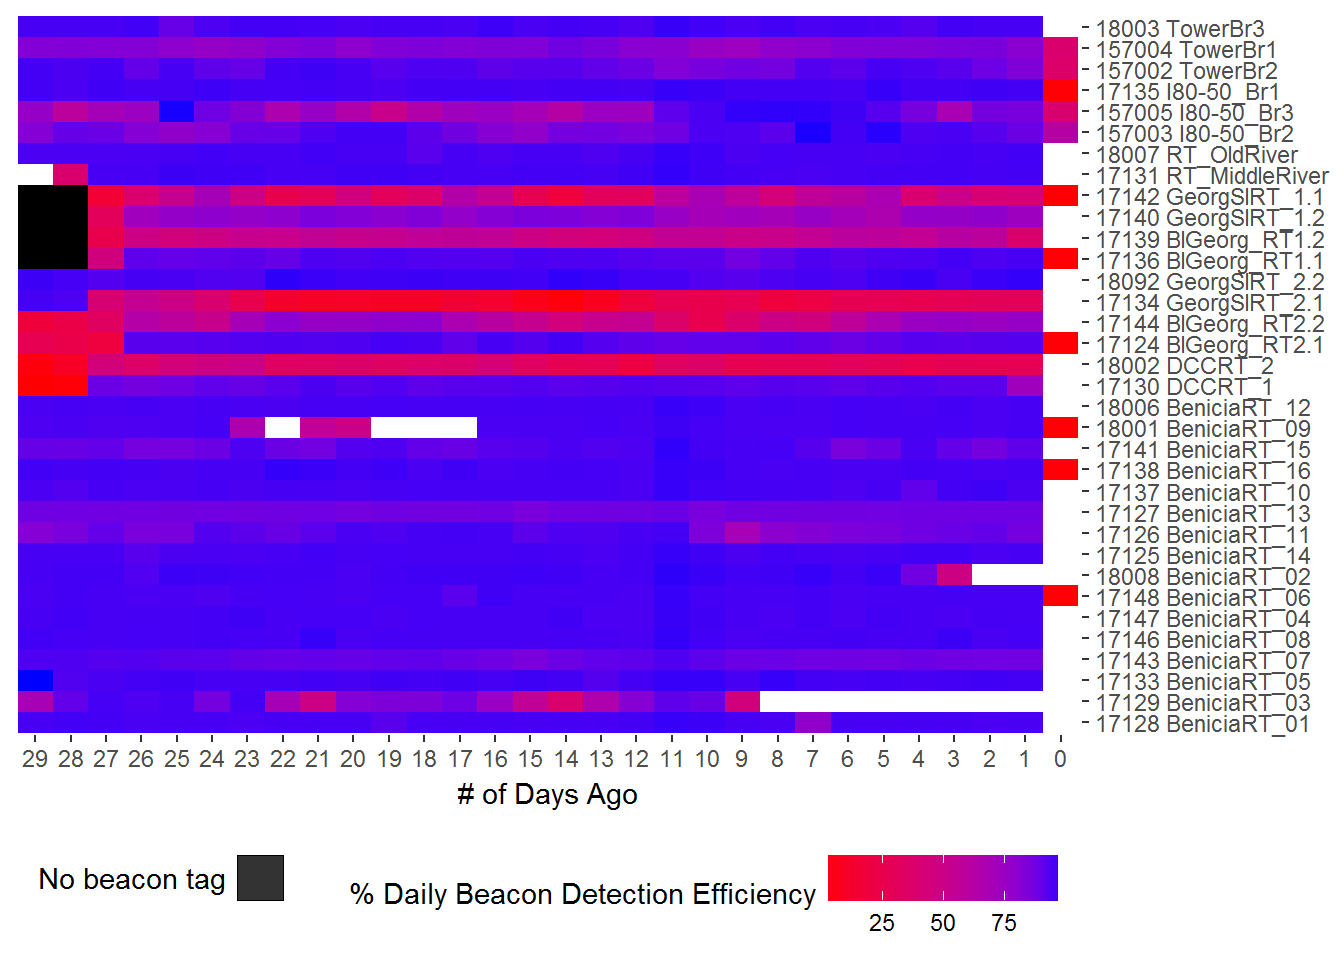 18003 TowerBr3
157004 TowerBr1
157002 TowerBr2
17135 I80-50_Br1
157005 I80-50_Br3
157003 I80-50_Br2
18007 RT_OldRiver
17131 RT_MiddleRiver
17142 GeorgSlRT_1.1
17140 GeorgSlRT_1.2
17139 BlGeorg_RT1.2
17136 BlGeorg_RT1.1
18092 GeorgSlRT_2.2
17134 GeorgSlRT_2.1
17144 BlGeorg_RT2.2
17124 BlGeorg_RT2.1
18002 DCCRT_2
17130 DCCRT_1
18006 BeniciaRT_12
18001 BeniciaRT_09
17141 BeniciaRT_15
17138 BeniciaRT_16
17137 BeniciaRT_10
17127 BeniciaRT_13
17126 BeniciaRT_11
17125 BeniciaRT_14
18008 BeniciaRT_02
17148 BeniciaRT_06
17147 BeniciaRT_04
17146 BeniciaRT_08
17143 BeniciaRT_07
17133 BeniciaRT_05
17129 BeniciaRT_03
17128 BeniciaRT_01
29 28 27 26 25 24 23 22 21 20 19 18 17 16 15 14 13 12 11 10 9 8 7 6 5 4 3 2 1 0
# of Days Ago
No beacon tag
% Daily Beacon Detection Efficiency
25 50 75